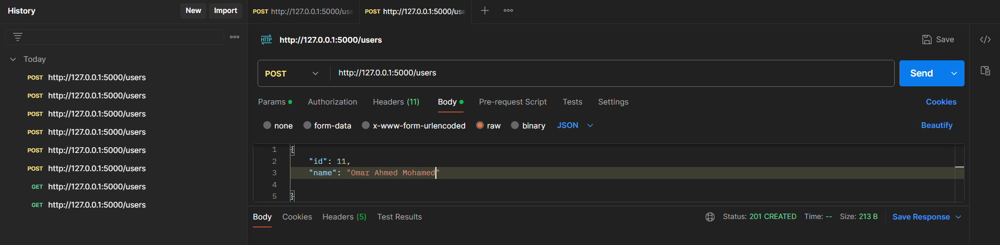 History New Import
POST http://127.0.0.1:5000/use POST http://127.0.0.1:5000/use
HTTP http://127.0.0.1:5000/users Save
Today
POST http://127.0.0.1:5000/users
POST http://127.0.0.1:5000/users
POST http://127.0.0.1:5000/users
POST http://127.0.0.1:5000/users
POST http://127.0.0.1:5000/users
POST http://127.0.0.1:5000/users
GET http://127.0.0.1:5000/users
GET http://127.0.0.1:5000/users
POST http://127.0.0.1:5000/users Send
Params Authorization Headers (11) Body Pre-request Script Tests Settings Cookies
none form-data x-www-form-urlencoded raw binary JSON Beautify
1 {
2 "id": 11,
3 "name": "Omar Ahmed Mohamed"
4
5 }
Body Cookies Headers (5) Test Results Status: 201 CREATED Time: -- Size: 213 B Save Response